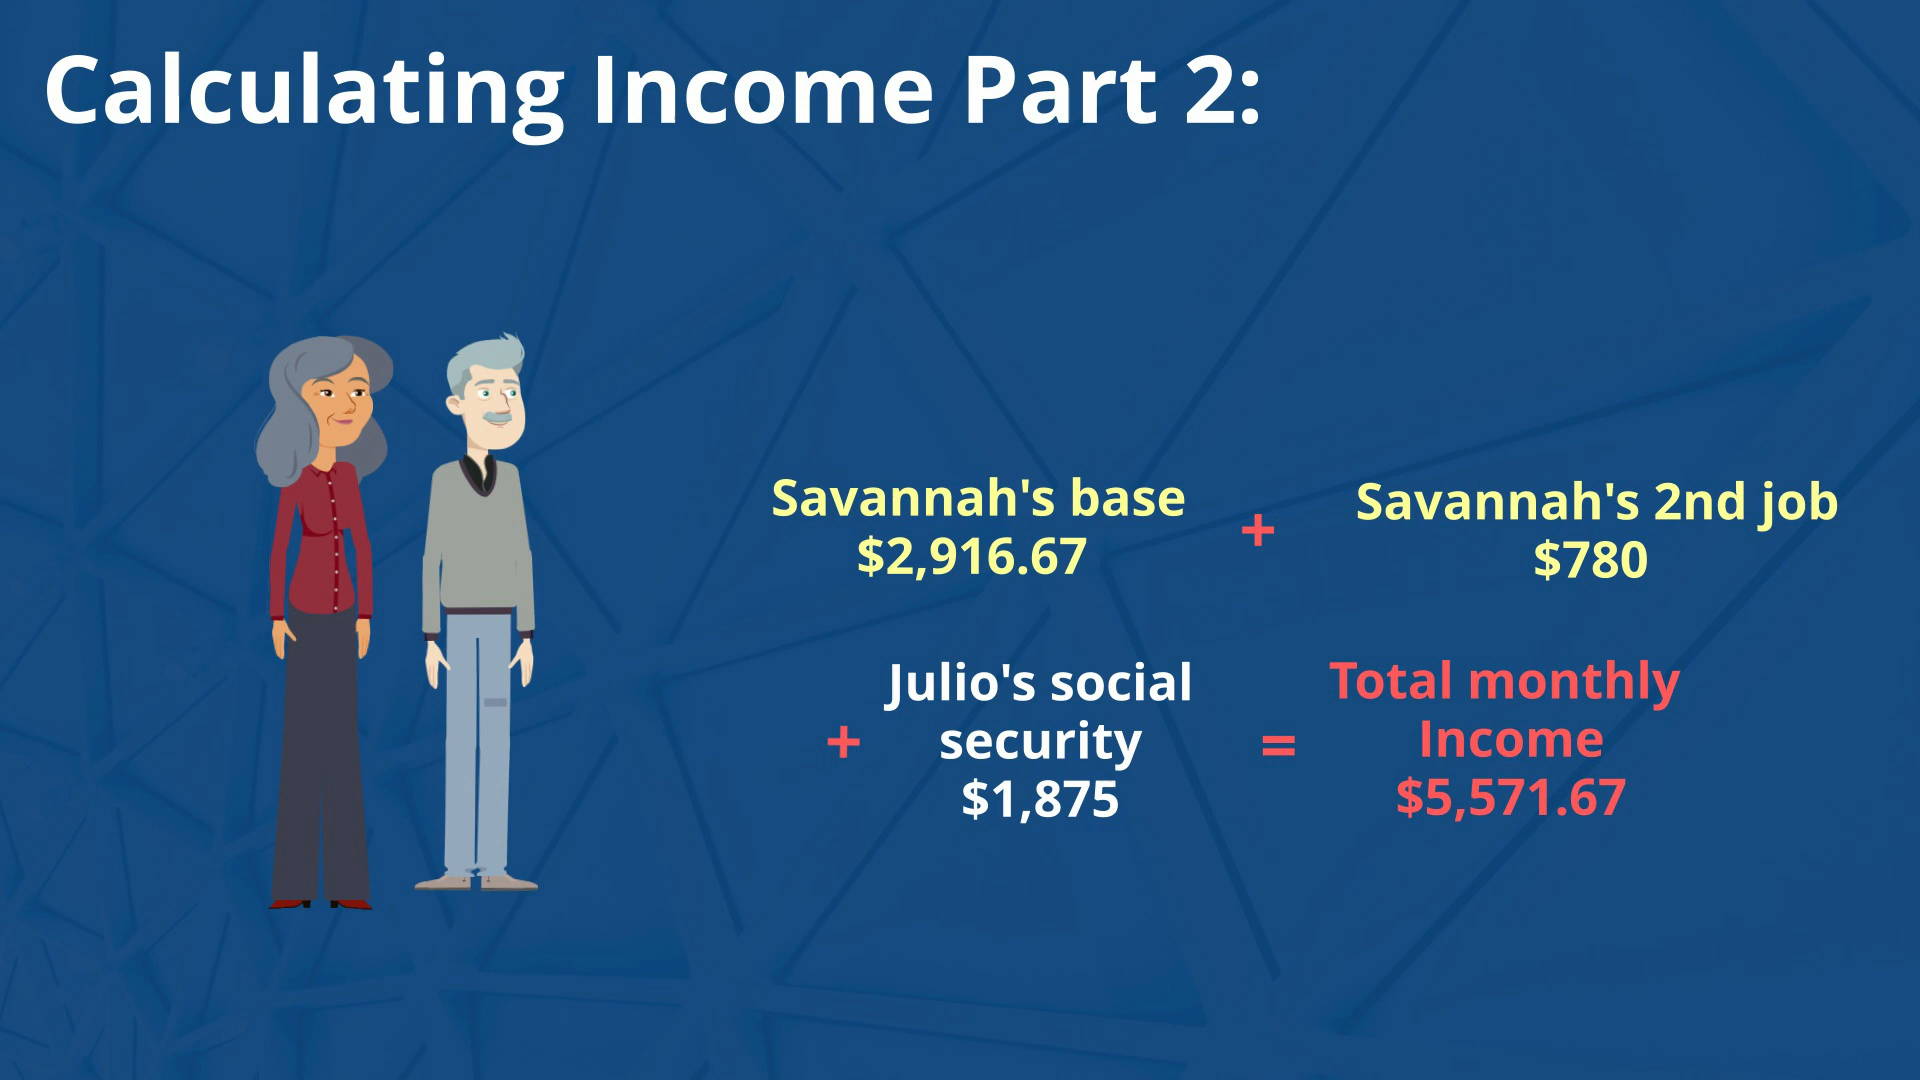 Calculating Income Part 2:
Savannah's base
$2,916.67
+
Savannah's 2nd job
$780
+
Julio's social
security
$1,875
=
Total monthly
Income
$5,571.67